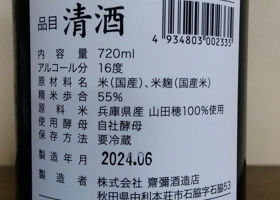 品目 清酒
4 934803 002335
内容量 720ml
アルコール分 16度
原材料名 米(国産)、米麹(国産米)
精米歩合 55%
原料米 兵庫県産 山田穂100%使用
使用酵母 自社酵母
保存方法 要冷蔵
製造年月 2024.06
製造者 株式会社 齋彌酒造店
秋田県由利本荘市石脇字石脇53